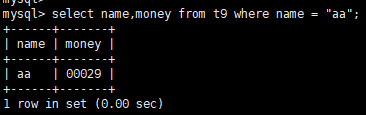 mysql> select name,money from t9 where name = "aa";
+------+-------+
| name | money |
+------+-------+
| aa   | 00029 |
+------+-------+
1 row in set (0.00 sec)